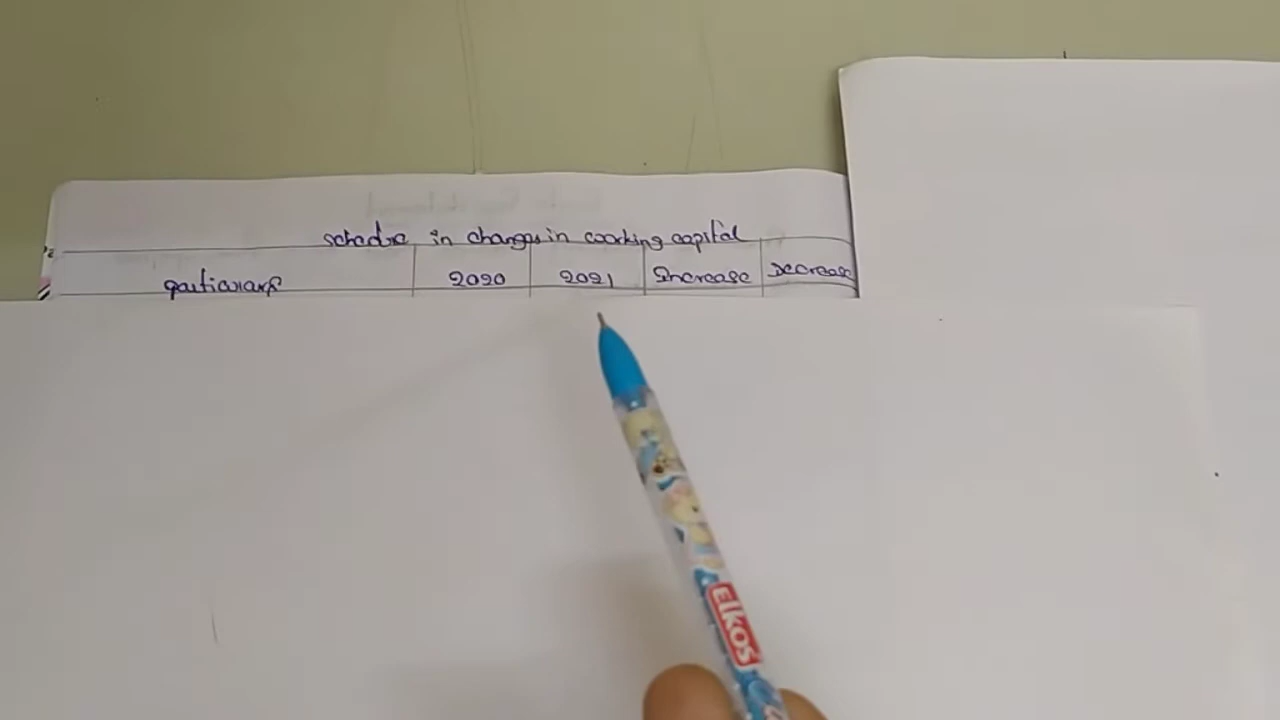 schedule in changes in working capital
particulars 2020 2021 Increase Decrease
Elkos